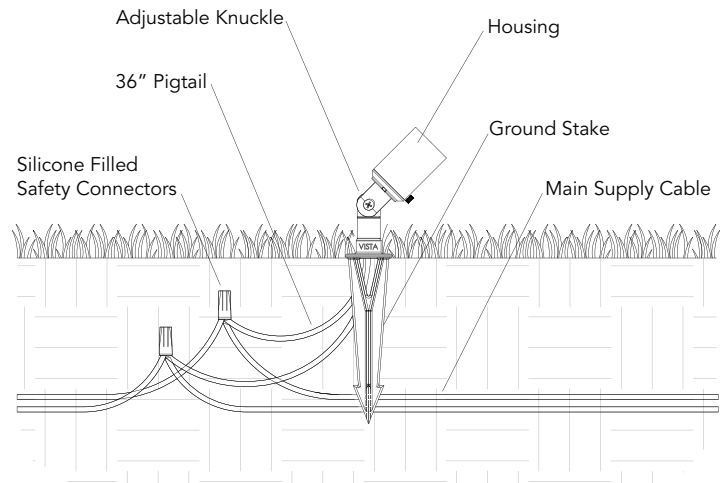 Adjustable Knuckle
Housing
36” Pigtail
Ground Stake
Silicone Filled
Safety Connectors
Main Supply Cable
VISTA